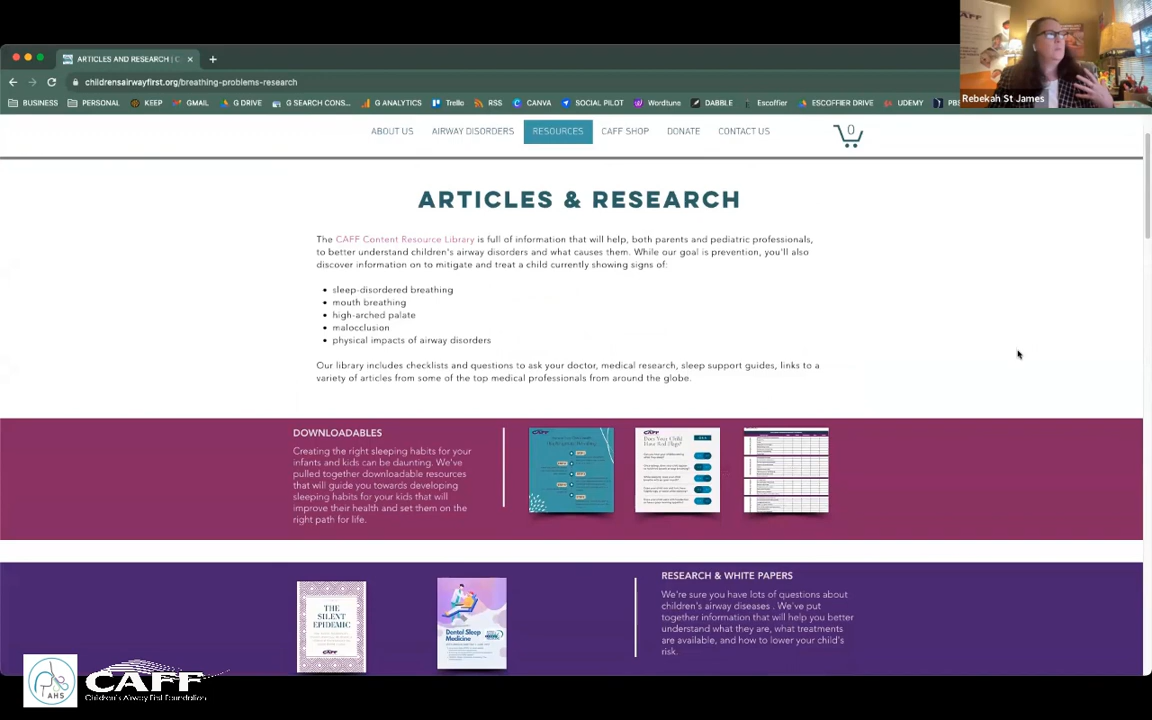 ARTICLES AND RESEARCH | C
childrensairwayfirst.org/breathing-problems-research
BUSINESS PERSONAL KEEP GMAIL G DRIVE G SEARCH CONS... G ANALYTICS Trello RSS CANVA SOCIAL PILOT Wordtune DABBLE Escoffier ESCOFFIER DRIVE UDEMY
Rebekah St James
ABOUT US AIRWAY DISORDERS RESOURCES CAFF SHOP DONATE CONTACT US 0
ARTICLES & RESEARCH
The CAFF Content Resource Library is full of information that will help, both parents and pediatric professionals,
to better understand children's airway disorders and what causes them. While our goal is prevention, you'll also
discover information on to mitigate and treat a child currently showing signs of:
sleep-disordered breathing
mouth breathing
high-arched palate
malocclusion
physical impacts of airway disorders
Our library includes checklists and questions to ask your doctor, medical research, sleep support guides, links to a
variety of articles from some of the top medical professionals from around the globe.
DOWNLOADABLES
Creating the right sleeping habits for your
infants and kids can be daunting. We've
pulled together downloadable resources
that will guide you towards developing
sleeping habits for your kids that will
improve their health and set them on the
right path for life.
Does Your Child
Have Red Flags?
THE
SILENT
EPIDEMIC
CAFF
Dental Sleep
Medicine
RESEARCH & WHITE PAPERS
We're sure you have lots of questions about
children's airway diseases . We've put
together information that will help you better
understand what they are, what treatments
are available, and how to lower your child's
risk.
AHS
CAFF
Children's Airway First Foundation